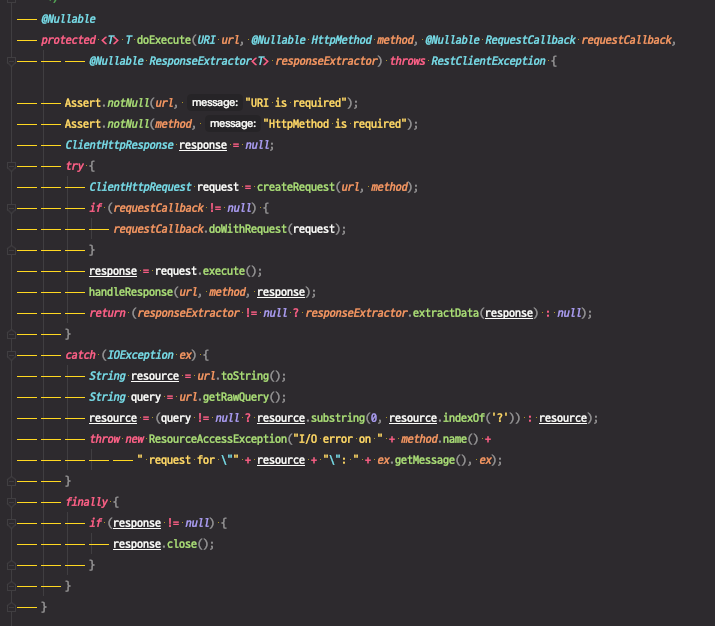 @Nullable
protected <T> T doExecute(URI url, @Nullable HttpMethod method, @Nullable RequestCallback requestCallback,
@Nullable ResponseExtractor<T> responseExtractor) throws RestClientException {
Assert.notNull(url, message: "URI is required");
Assert.notNull(method, message: "HttpMethod is required");
ClientHttpResponse response = null;
try {
ClientHttpRequest request = createRequest(url, method);
if (requestCallback != null) {
requestCallback.doWithRequest(request);
}
response = request.execute();
handleResponse(url, method, response);
return (responseExtractor != null ? responseExtractor.extractData(response) : null);
}
catch (IOException ex) {
String resource = url.toString();
String query = url.getRawQuery();
resource = (query != null ? resource.substring(0, resource.indexOf('?')) : resource);
throw new ResourceAccessException("I/O error on " + method.name() +
" request for \"" + resource + "\": " + ex.getMessage(), ex);
}
finally {
if (response != null) {
response.close();
}
}
}